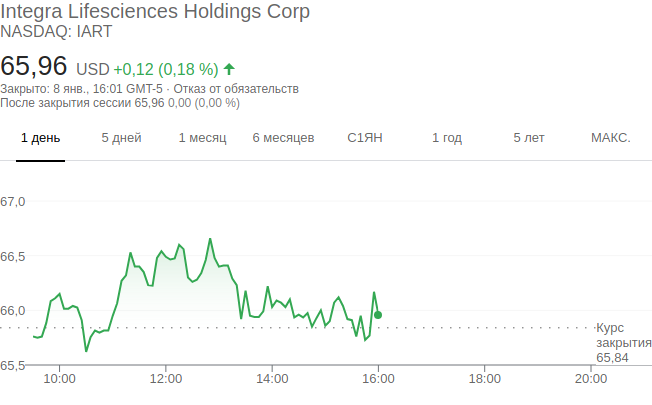 Integra Lifesciences Holdings Corp
NASDAQ: IART
65,96 USD +0,12 (0,18 %)
Закрыто: 8 янв., 16:01 GMT-5 · Отказ от обязательств
После закрытия сессии 65,96 0,00 (0,00 %)
1 день 5 дней 1 месяц 6 месяцев С1ЯН 1 год 5 лет МАКС.
67,0
66,5
66,0
Курс
закрытия
65,84
65,5
10:00 12:00 14:00 16:00 18:00 20:00